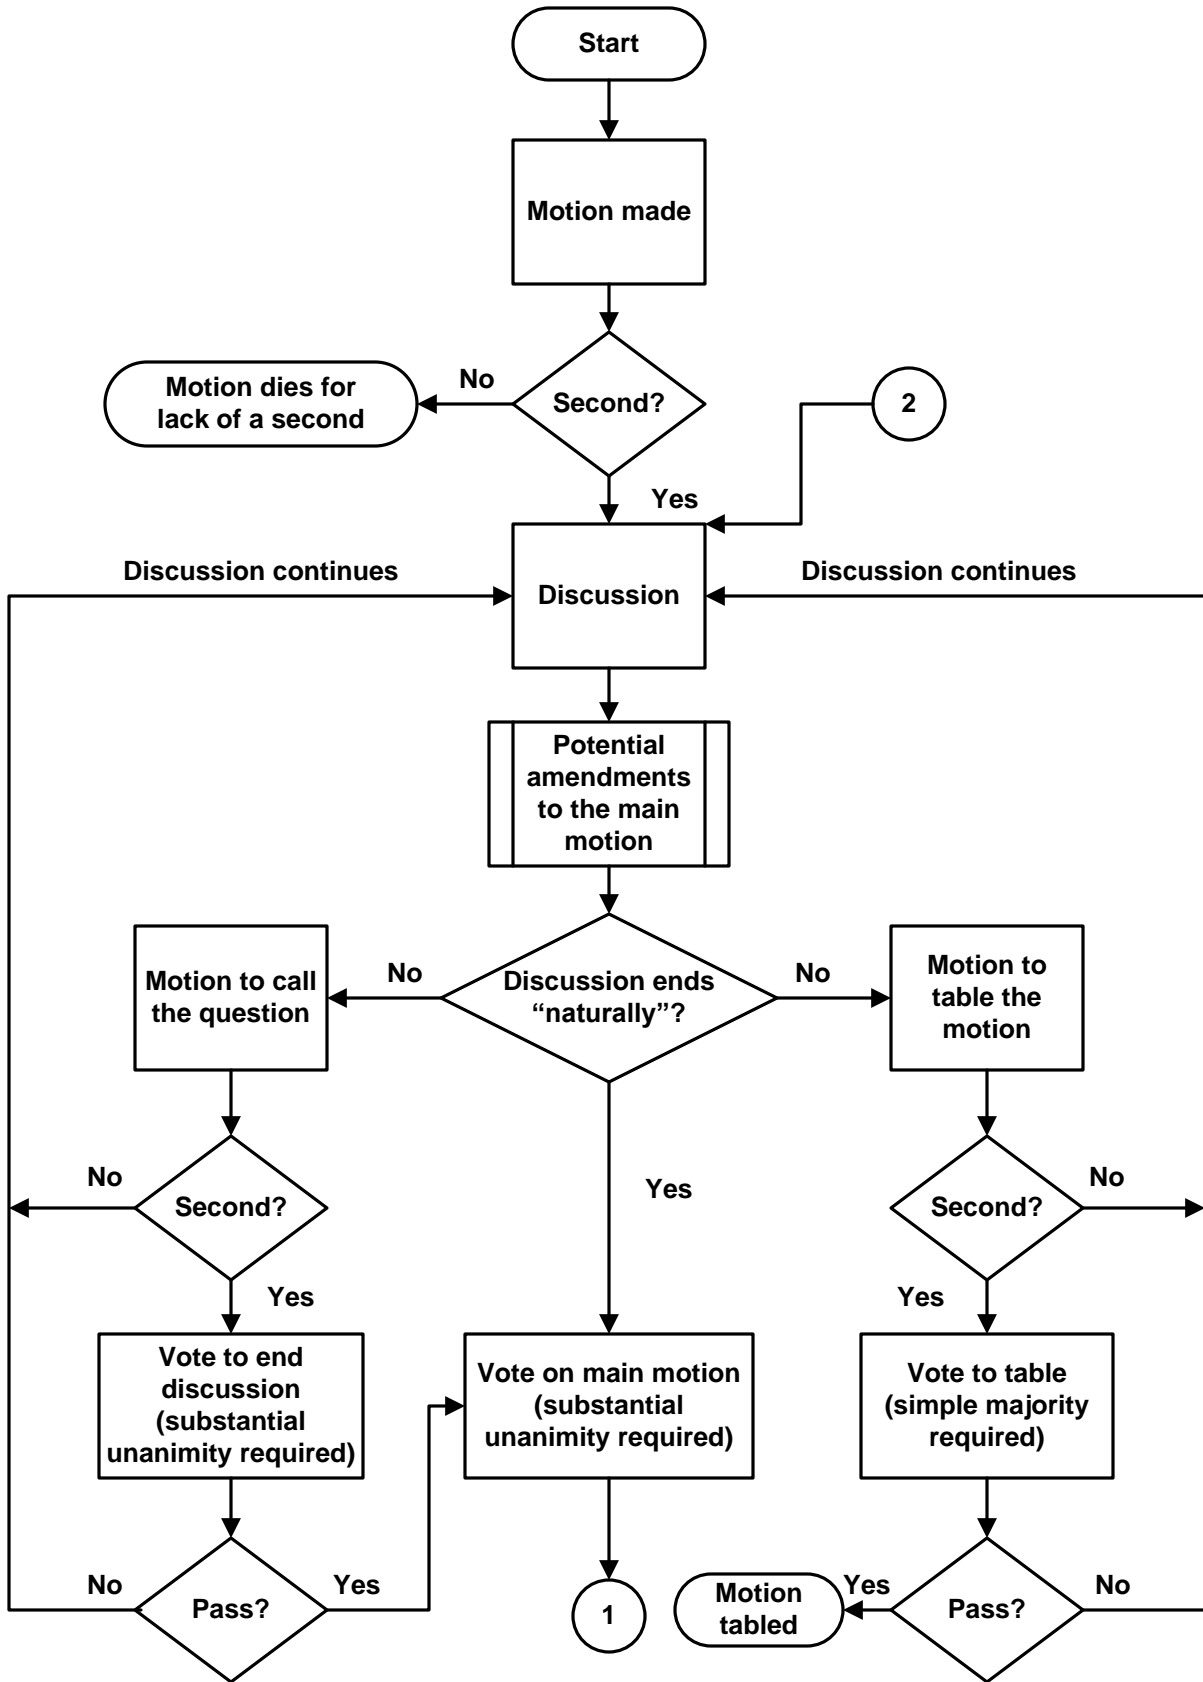 Start
Motion made
No
Motion dies for
lack of a second
Second?
2
Yes
Discussion continues
Discussion continues
Discussion
Potential
amendments
to the main
motion
No
Discussion ends
“naturally”?
No
Motion to call
the question
Motion to
table the
motion
No
Second?
Yes
Second?
No
Yes
Yes
Vote to end
discussion
(substantial
unanimity required)
Vote on main motion
(substantial
unanimity required)
Vote to table
(simple majority
required)
No
Pass?
Yes
1
Motion
tabled
Yes
Pass?
No